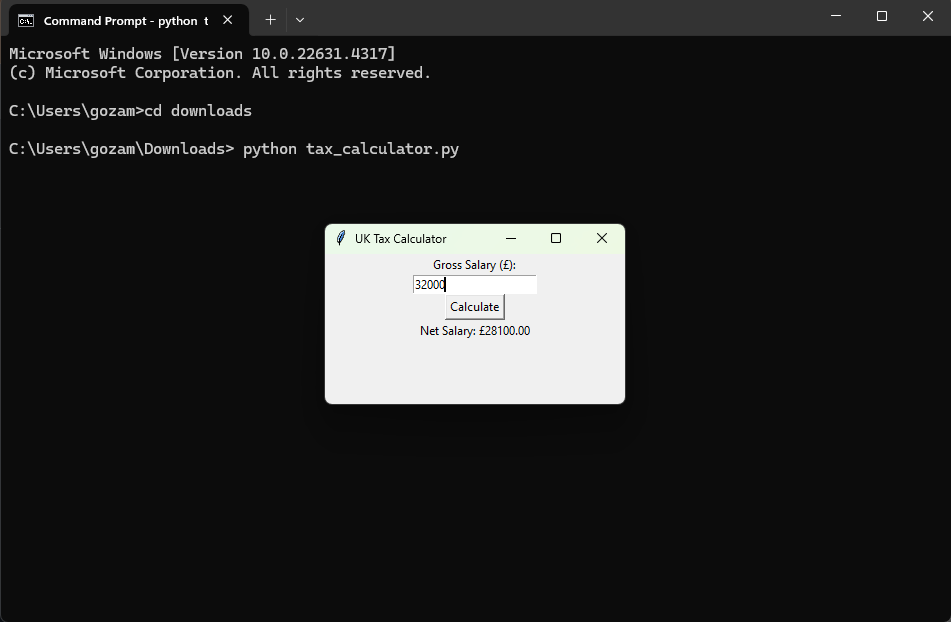 Command Prompt - python t
Microsoft Windows [Version 10.0.22631.4317]
(c) Microsoft Corporation. All rights reserved.
C:\Users\gozam>cd downloads
C:\Users\gozam\Downloads> python tax_calculator.py
UK Tax Calculator
Gross Salary (£):
32000
Calculate
Net Salary: £28100.00